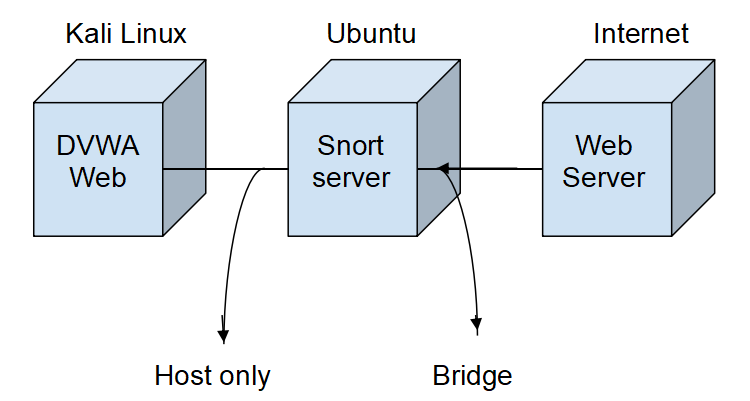 Kali Linux
Ubuntu
Internet
DVWA
Web
Snort
server
Web
Server
Host only
Bridge